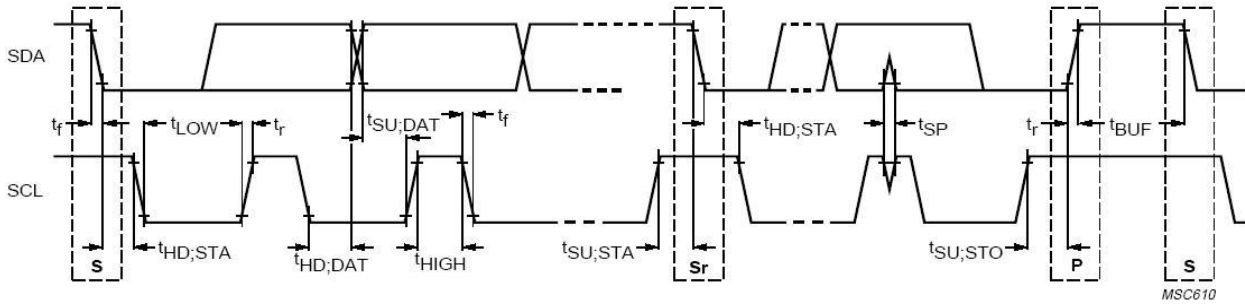 SDA
tf
tLOW
tr
tSU;DAT
tf
tHD;STA
tSP
tr
tBUF
SCL
tHD;STA
tHD;DAT
tHIGH
tSU;STA
tSU;STO
S
Sr
P
S
MSC610